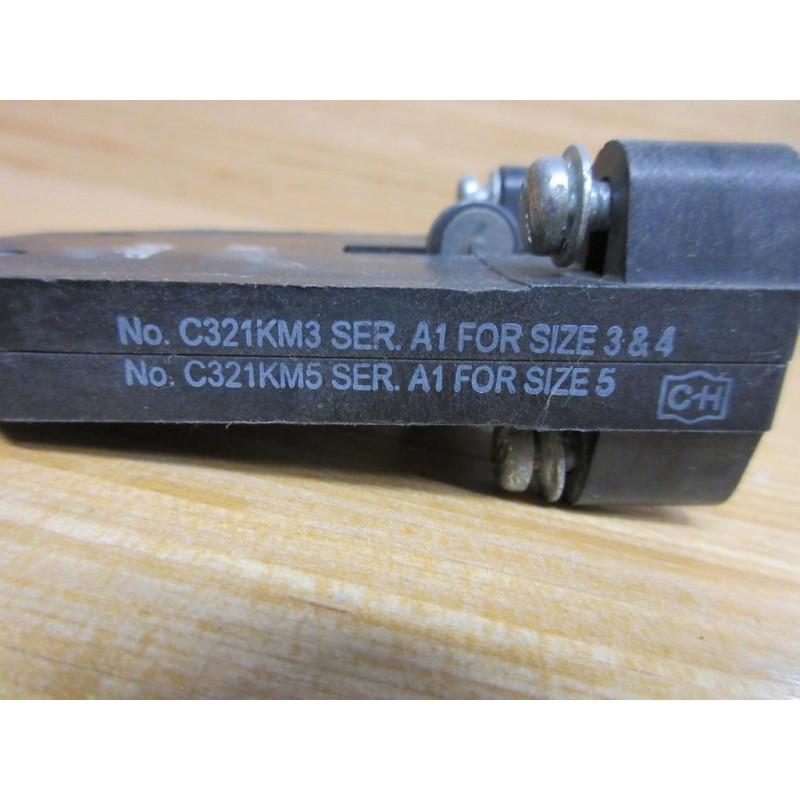 No. C321KM3 SER. A1 FOR SIZE 3 & 4
No. C321KM5 SER. A1 FOR SIZE 5
C-H